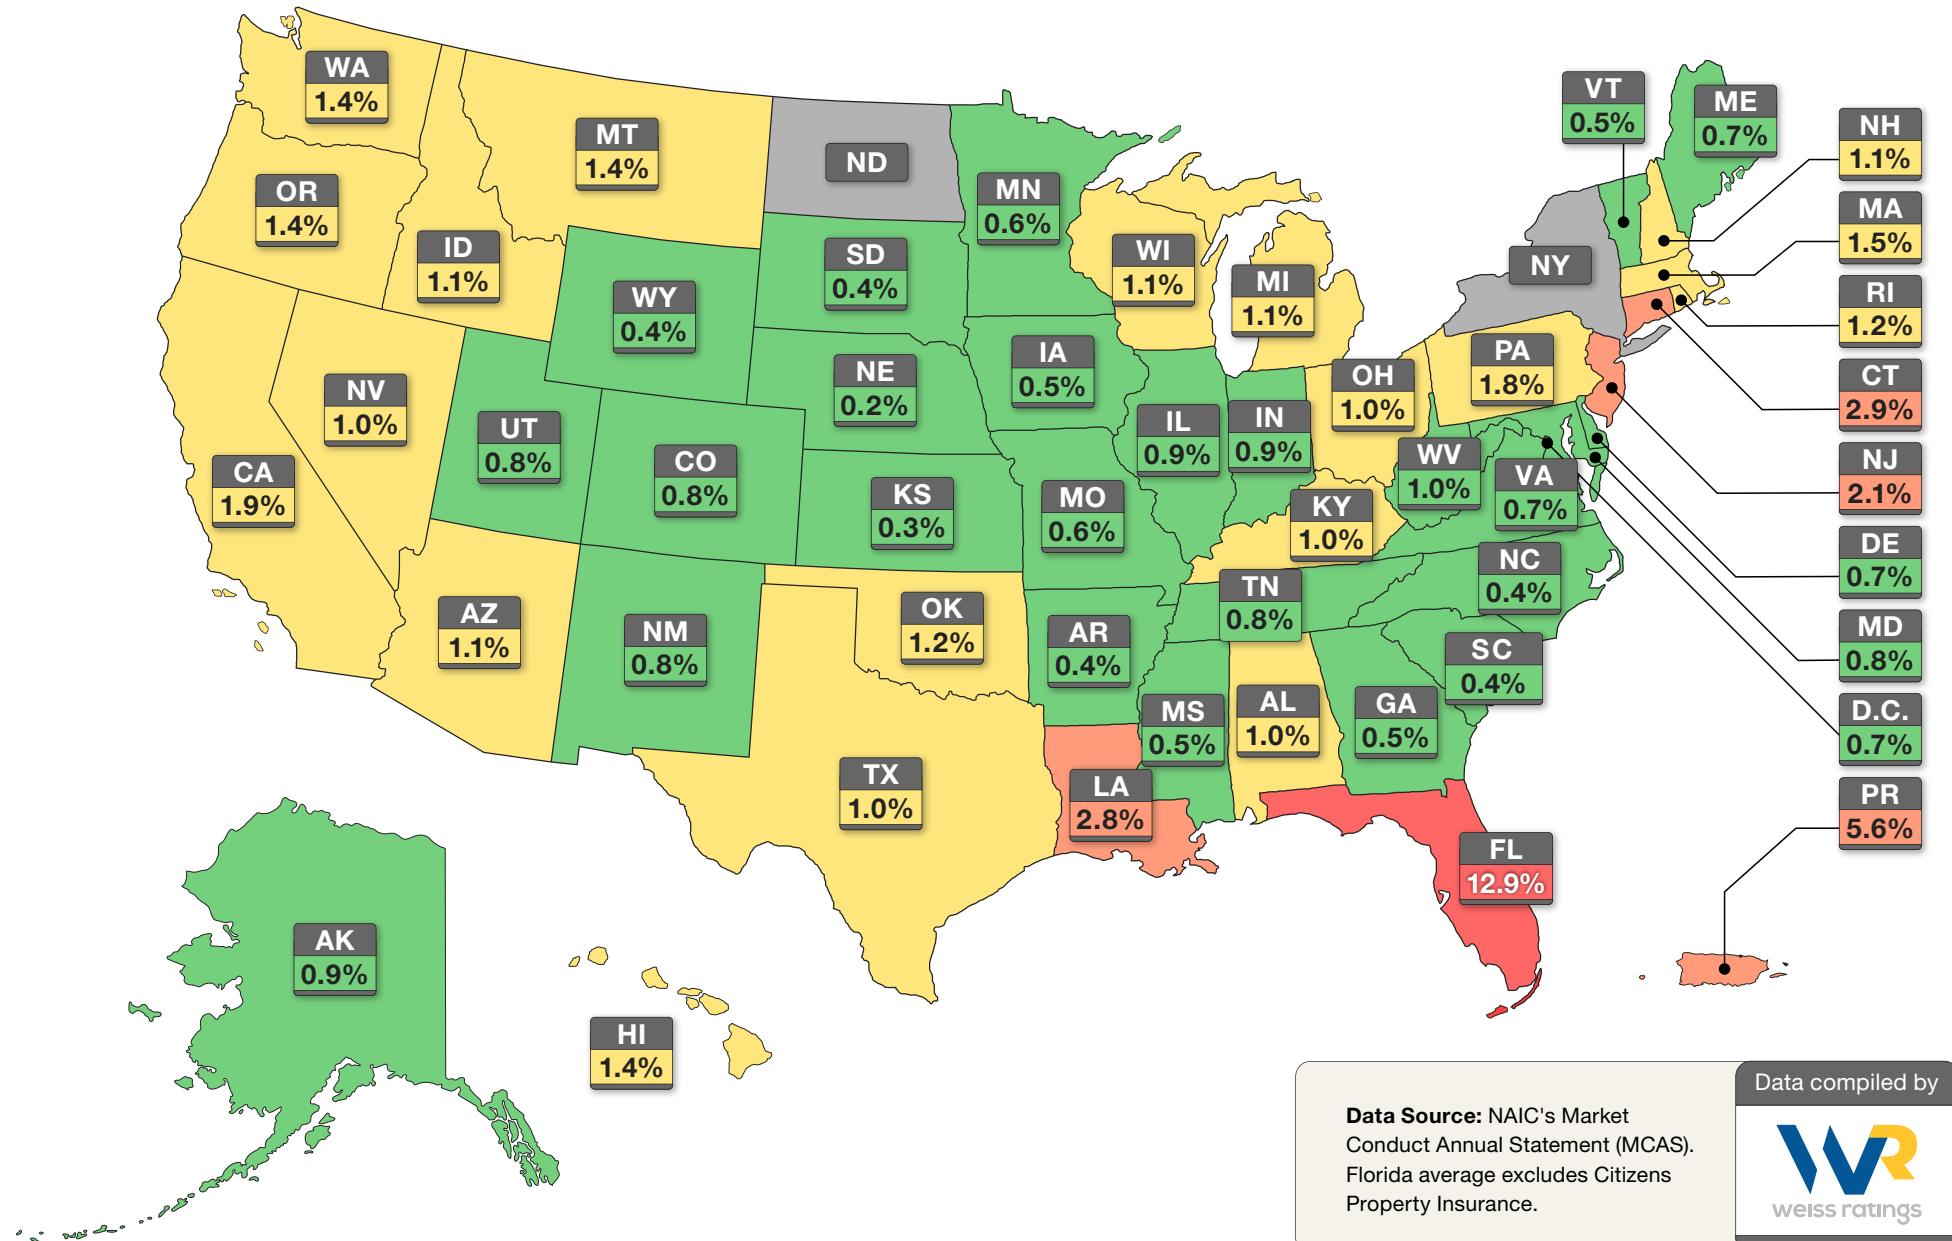 WA
1.4%
MT
1.4%
ND
MN
0.6%
VT
0.5%
ME
0.7%
NH
1.1%
OR
1.4%
ID
1.1%
WY
0.4%
SD
0.4%
WI
1.1%
MI
1.1%
NY
MA
1.5%
RI
1.2%
NV
1.0%
UT
0.8%
CO
0.8%
NE
0.2%
IA
0.5%
IL
0.9%
IN
0.9%
OH
1.0%
PA
1.8%
CT
2.9%
CA
1.9%
KS
0.3%
MO
0.6%
KY
1.0%
WV
1.0%
VA
0.7%
NJ
2.1%
AZ
1.1%
NM
0.8%
OK
1.2%
AR
0.4%
TN
0.8%
NC
0.4%
DE
0.7%
SC
0.4%
MD
0.8%
TX
1.0%
LA
2.8%
MS
0.5%
AL
1.0%
GA
0.5%
D.C.
0.7%
FL
12.9%
PR
5.6%
AK
0.9%
HI
1.4%
Data Source: NAIC's Market
Conduct Annual Statement (MCAS).
Florida average excludes Citizens
Property Insurance.
Data compiled by
WR
weiss ratings